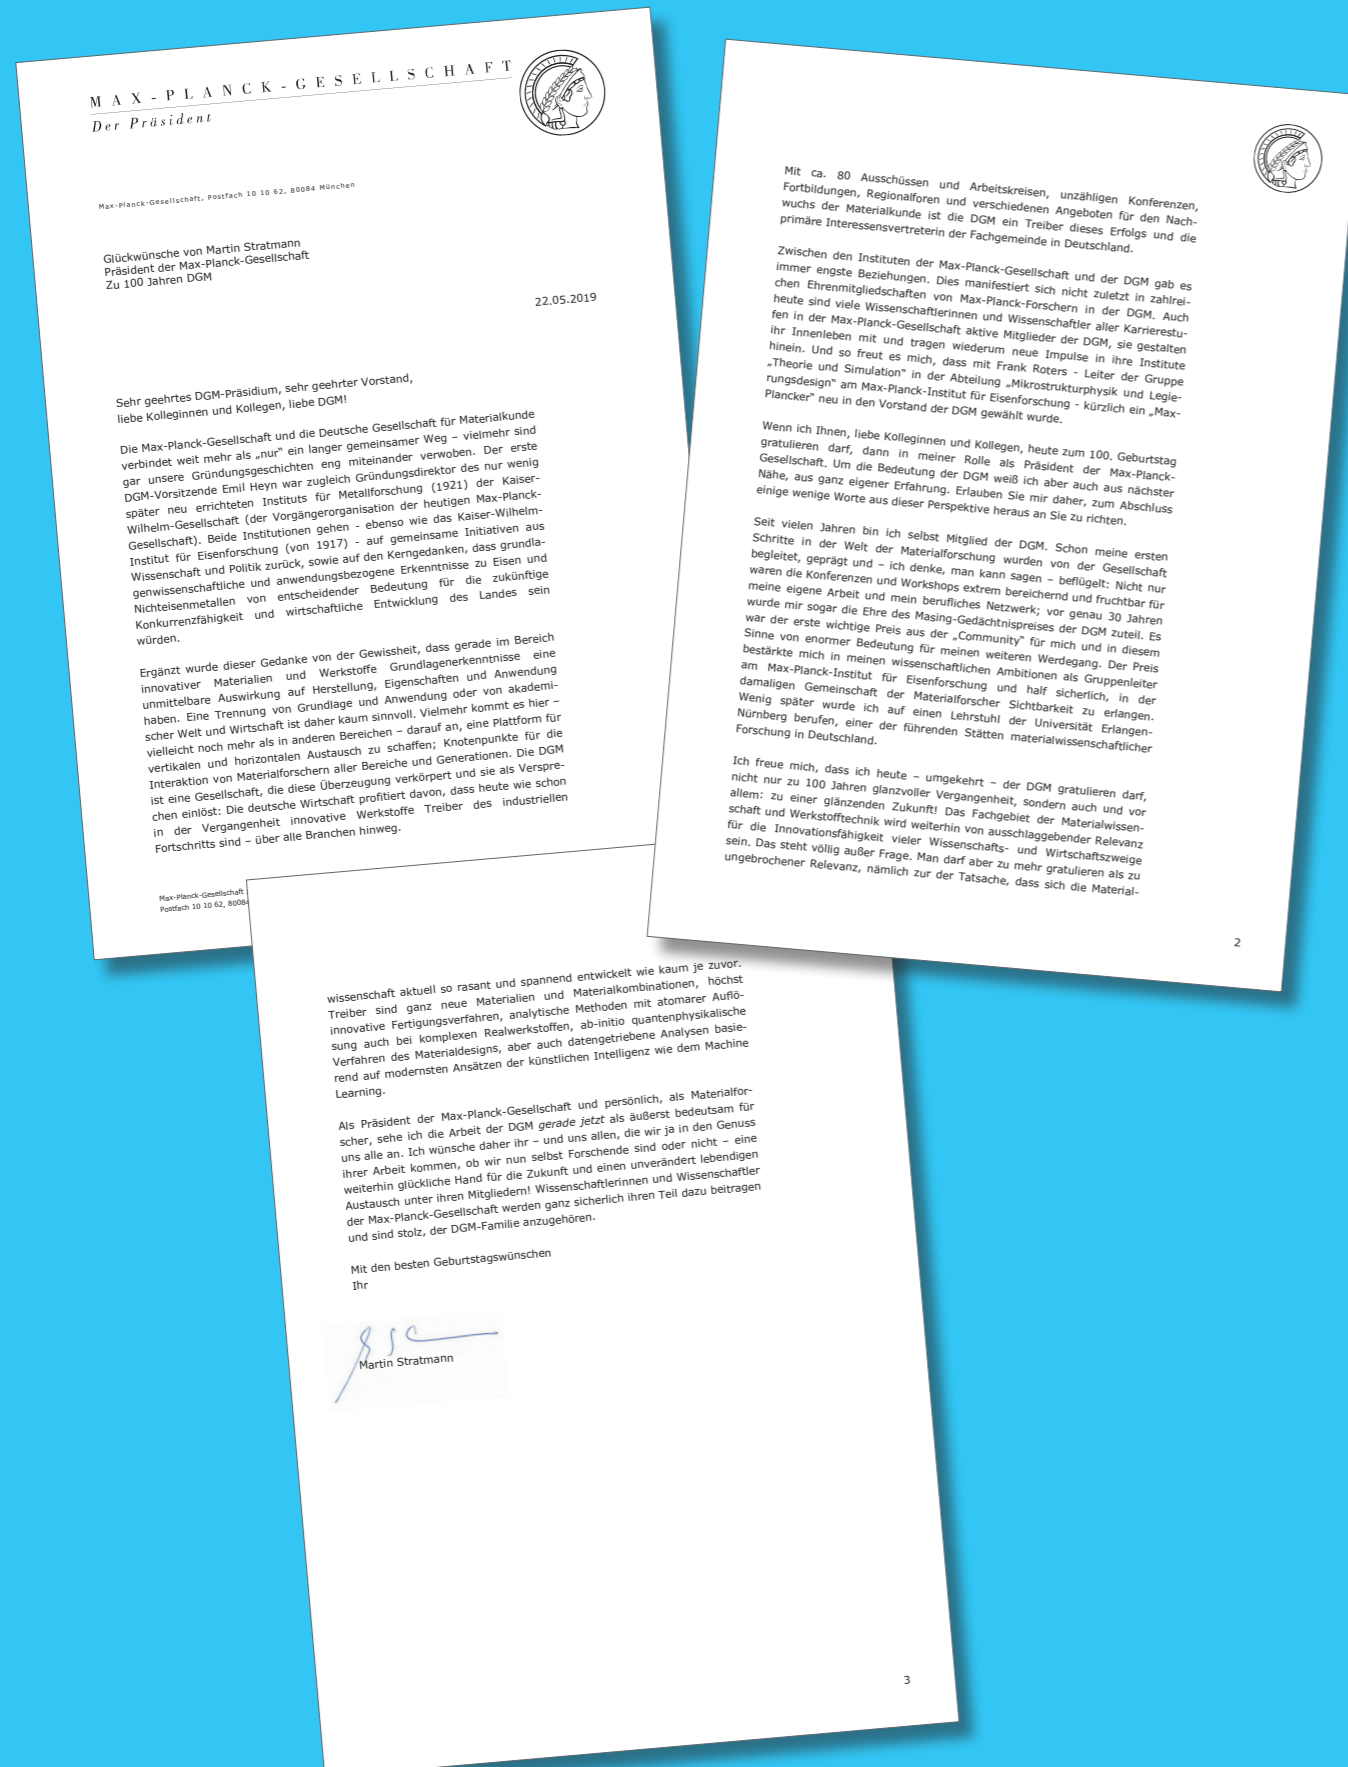 MAX-PLANCK-GESELLSCHAFT
Der Präsident
Max-Planck-Gesellschaft, Postfach 10 10 62, 80084 München
Glückwünsche von Martin Stratmann
Präsident der Max-Planck-Gesellschaft
Zu 100 Jahren DGM
22.05.2019
Sehr geehrtes DGM-Präsidium, sehr geehrter Vorstand,
liebe Kolleginnen und Kollegen, liebe DGM!
Die Max-Planck-Gesellschaft und die Deutsche Gesellschaft für Materialkunde
verbindet weit mehr als „nur“ ein langer gemeinsamer Weg – vielmehr sind
gar unsere Gründungsgeschichten eng miteinander verwoben. Der erste
DGM-Vorsitzende Emil Heyn war zugleich Gründungsdirektor des nur wenig
später neu errichteten Instituts für Metallforschung (1921) der Kaiser-
Wilhelm-Gesellschaft (der Vorgängerorganisation der heutigen Max-Planck-
Gesellschaft). Beide Institutionen gehen - ebenso wie das Kaiser-Wilhelm-
Institut für Eisenforschung (von 1917) - auf gemeinsame Initiativen aus
Wissenschaft und Politik zurück, sowie auf den Kerngedanken, dass grundla-
genwissenschaftliche und anwendungsbezogene Erkenntnisse zu Eisen und
Nichteisenmetallen von entscheidender Bedeutung für die zukünftige
Konkurrenzfähigkeit und wirtschaftliche Entwicklung des Landes sein
würden.
Ergänzt wurde dieser Gedanke von der Gewissheit, dass gerade im Bereich
innovativer Materialien und Werkstoffe Grundlagenerkenntnisse eine
unmittelbare Auswirkung auf Herstellung, Eigenschaften und Anwendung
haben. Eine Trennung von Grundlage und Anwendung oder von akademi-
scher Welt und Wirtschaft ist daher kaum sinnvoll. Vielmehr kommt es hier –
vielleicht noch mehr als in anderen Bereichen – darauf an, eine Plattform für
vertikalen und horizontalen Austausch zu schaffen; Knotenpunkte für die
Interaktion von Materialforschern aller Bereiche und Generationen. Die DGM
ist eine Gesellschaft, die diese Überzeugung verkörpert und sie als Verspre-
chen einlöst: Die deutsche Wirtschaft profitiert davon, dass heute wie schon
in der Vergangenheit innovative Werkstoffe Treiber des industriellen
Fortschritts sind – über alle Branchen hinweg.
Max-Planck-Gesellschaft
Postfach 10 10 62, 80084
Mit ca. 80 Ausschüssen und Arbeitskreisen, unzähligen Konferenzen,
Fortbildungen, Regionalforen und verschiedenen Angeboten für den Nach-
wuchs der Materialkunde ist die DGM ein Treiber dieses Erfolgs und die
primäre Interessensvertreterin der Fachgemeinde in Deutschland.
Zwischen den Instituten der Max-Planck-Gesellschaft und der DGM gab es
immer engste Beziehungen. Dies manifestiert sich nicht zuletzt in zahlrei-
chen Ehrenmitgliedschaften von Max-Planck-Forschern in der DGM. Auch
heute sind viele Wissenschaftlerinnen und Wissenschaftler aller Karrierestu-
fen in der Max-Planck-Gesellschaft aktive Mitglieder der DGM, sie gestalten
ihr Innenleben mit und tragen wiederum neue Impulse in ihre Institute
hinein. Und so freut es mich, dass mit Frank Roters - Leiter der Gruppe
„Theorie und Simulation“ in der Abteilung „Mikrostrukturphysik und Legie-
rungsdesign“ am Max-Planck-Institut für Eisenforschung - kürzlich ein „Max-
Plancker“ neu in den Vorstand der DGM gewählt wurde.
Wenn ich Ihnen, liebe Kolleginnen und Kollegen, heute zum 100. Geburtstag
gratulieren darf, dann in meiner Rolle als Präsident der Max-Planck-
Gesellschaft. Um die Bedeutung der DGM weiß ich aber auch aus nächster
Nähe, aus ganz eigener Erfahrung. Erlauben Sie mir daher, zum Abschluss
einige wenige Worte aus dieser Perspektive heraus an Sie zu richten.
Seit vielen Jahren bin ich selbst Mitglied der DGM. Schon meine ersten
Schritte in der Welt der Materialforschung wurden von der Gesellschaft
begleitet, geprägt und – ich denke, man kann sagen – beflügelt: Nicht nur
waren die Konferenzen und Workshops extrem bereichernd und fruchtbar für
meine eigene Arbeit und mein berufliches Netzwerk; vor genau 30 Jahren
wurde mir sogar die Ehre des Masing-Gedächtnispreises der DGM zuteil. Es
war der erste wichtige Preis aus der „Community“ für mich und in diesem
Sinne von enormer Bedeutung für meinen weiteren Werdegang. Der Preis
bestärkte mich in meinen wissenschaftlichen Ambitionen als Gruppenleiter
am Max-Planck-Institut für Eisenforschung und half sicherlich, in der
damaligen Gemeinschaft der Materialforscher Sichtbarkeit zu erlangen.
Wenig später wurde ich auf einen Lehrstuhl der Universität Erlangen-
Nürnberg berufen, einer der führenden Stätten materialwissenschaftlicher
Forschung in Deutschland.
Ich freue mich, dass ich heute – umgekehrt – der DGM gratulieren darf,
nicht nur zu 100 Jahren glanzvoller Vergangenheit, sondern auch und vor
allem: zu einer glänzenden Zukunft! Das Fachgebiet der Materialwissen-
schaft und Werkstofftechnik wird weiterhin von ausschlaggebender Relevanz
für die Innovationsfähigkeit vieler Wissenschafts- und Wirtschaftszweige
sein. Das steht völlig außer Frage. Man darf aber zu mehr gratulieren als zu
ungebrochener Relevanz, nämlich zur der Tatsache, dass sich die Material-
2
wissenschaft aktuell so rasant und spannend entwickelt wie kaum je zuvor.
Treiber sind ganz neue Materialien und Materialkombinationen, höchst
innovative Fertigungsverfahren, analytische Methoden mit atomarer Auflö-
sung auch bei komplexen Realwerkstoffen, ab-initio quantenphysikalische
Verfahren des Materialdesigns, aber auch datengetriebene Analysen basie-
rend auf modernsten Ansätzen der künstlichen Intelligenz wie dem Machine
Learning.
Als Präsident der Max-Planck-Gesellschaft und persönlich, als Materialfor-
scher, sehe ich die Arbeit der DGM gerade jetzt als äußerst bedeutsam für
uns alle an. Ich wünsche daher ihr – und uns allen, die wir ja in den Genuss
ihrer Arbeit kommen, ob wir nun selbst Forschende sind oder nicht – eine
weiterhin glückliche Hand für die Zukunft und einen unverändert lebendigen
Austausch unter ihren Mitgliedern! Wissenschaftlerinnen und Wissenschaftler
der Max-Planck-Gesellschaft werden ganz sicherlich ihren Teil dazu beitragen
und sind stolz, der DGM-Familie anzugehören.
Mit den besten Geburtstagswünschen
Ihr
Martin Stratmann
3